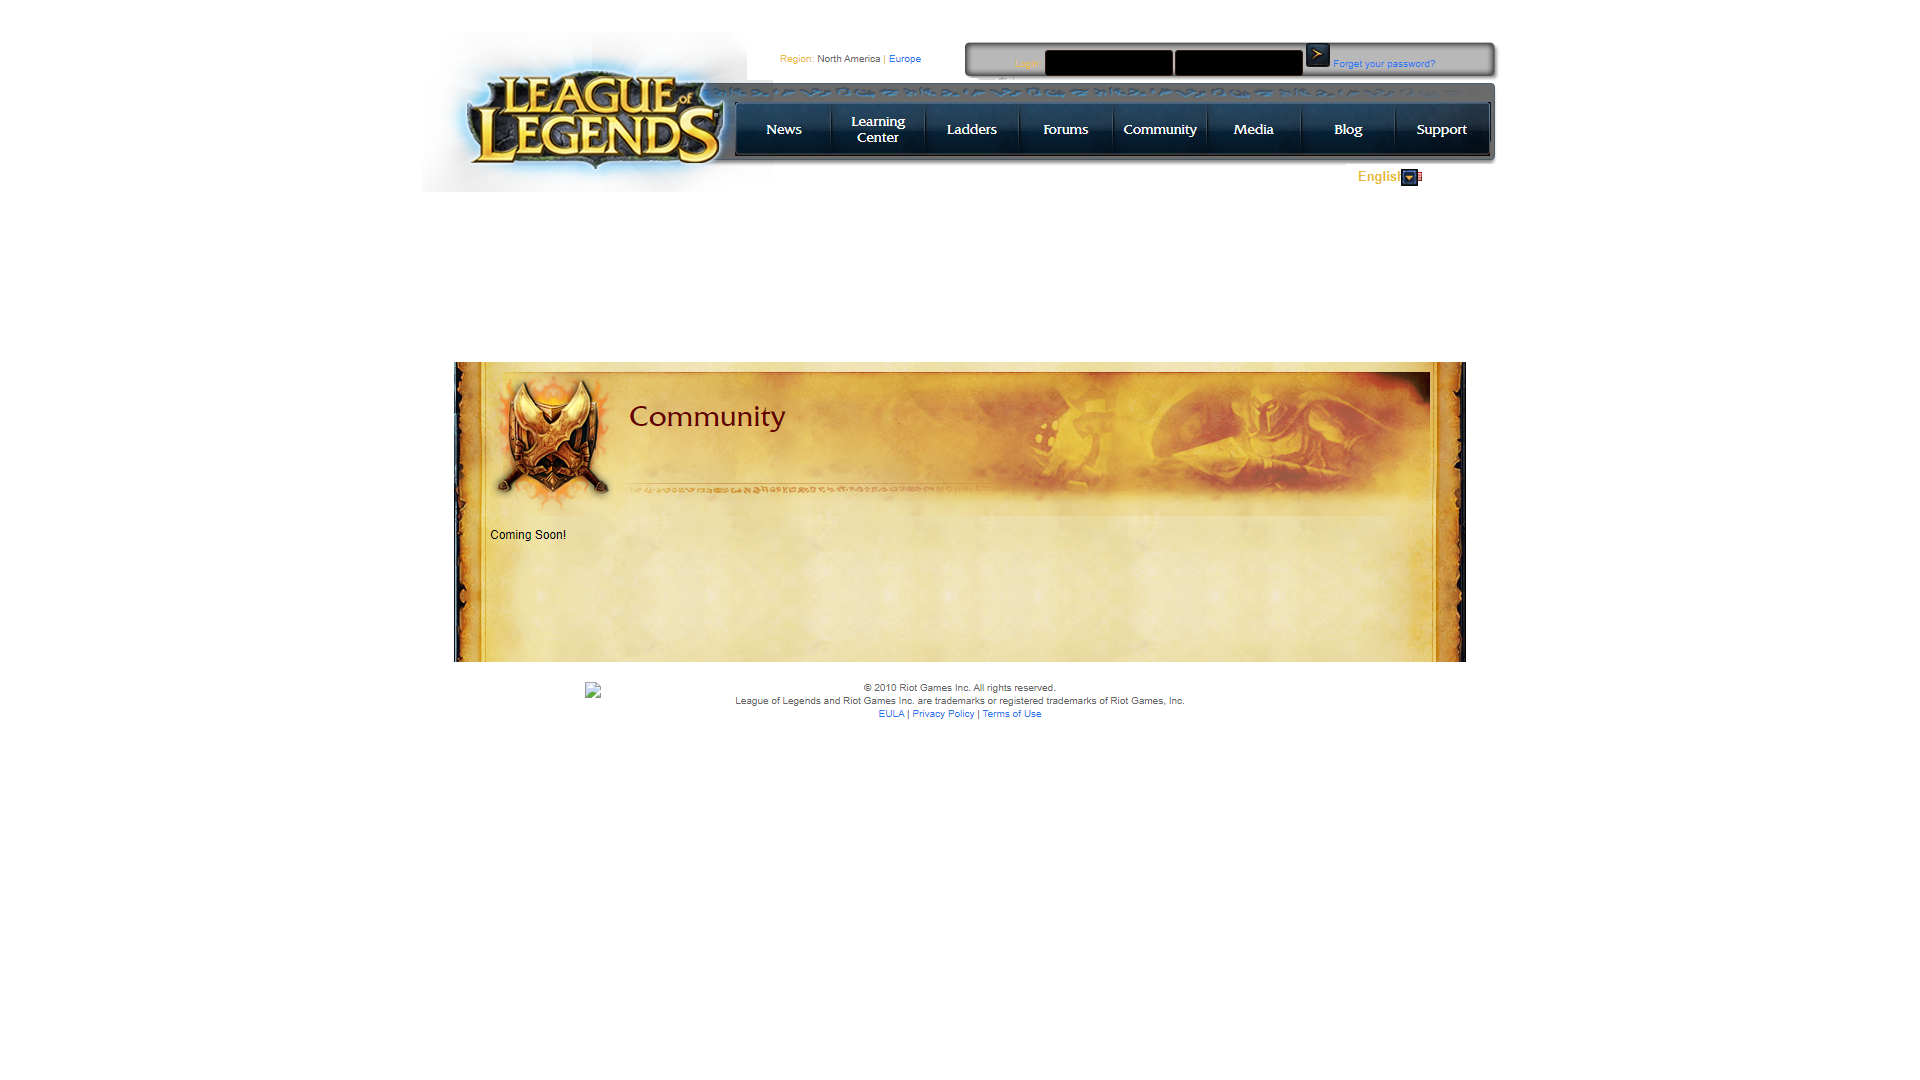 LEAGUE of LEGENDS
Region: North America | Europe
Login:
Forget your password?
News
Learning Center
Ladders
Forums
Community
Media
Blog
Support
English
Community
Coming Soon!
© 2010 Riot Games Inc. All rights reserved.
League of Legends and Riot Games Inc. are trademarks or registered trademarks of Riot Games, Inc.
EULA | Privacy Policy | Terms of Use